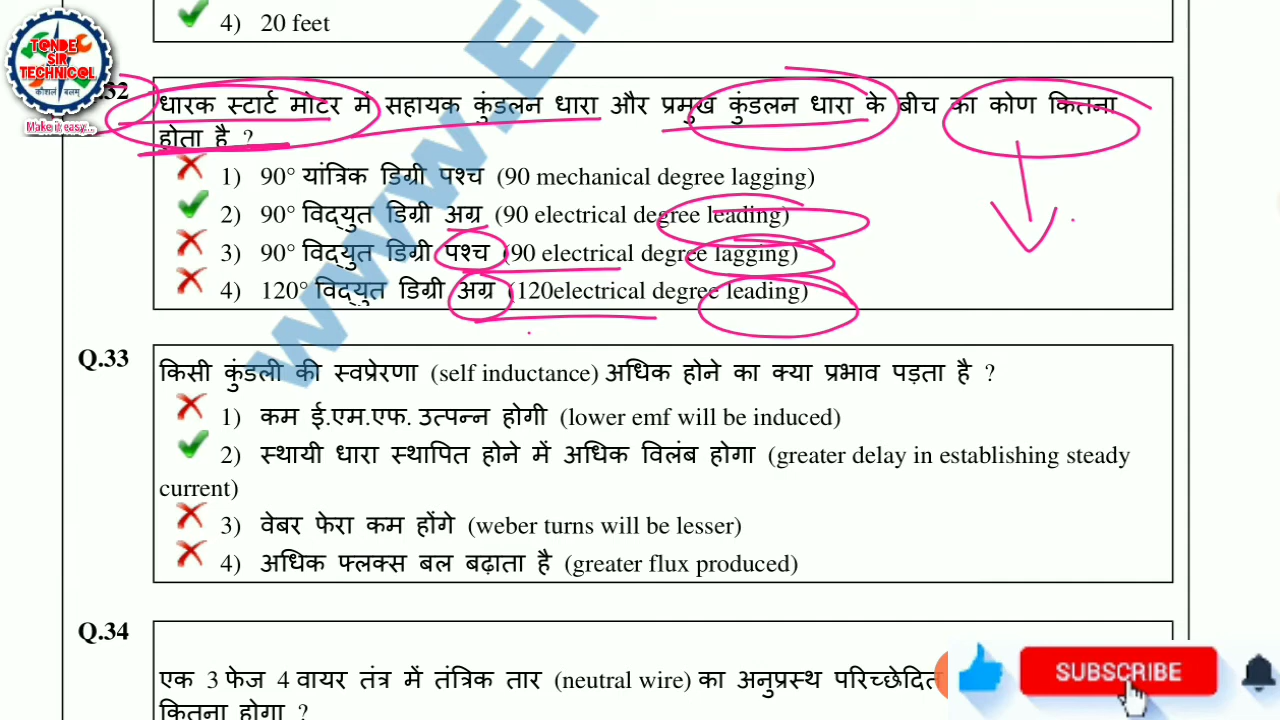 4) 20 feet
TONDE
SIR
TECHNICOL
कौशलं बलम्
Make it easy...
.32
धारक स्टार्ट मोटर में सहायक कुंडलन धारा और प्रमुख कुंडलन धारा के बीच का कोण कितना
होता है ?
1) 90° यांत्रिक डिग्री पश्च (90 mechanical degree lagging)
2) 90° विद्युत डिग्री अग्र (90 electrical degree leading)
3) 90° विद्युत डिग्री पश्च (90 electrical degree lagging)
4) 120° विद्युत डिग्री अग्र (120electrical degree leading)
www.E
Q.33
किसी कुंडली की स्वप्रेरणा (self inductance) अधिक होने का क्या प्रभाव पड़ता है ?
1) कम ई.एम.एफ. उत्पन्न होगी (lower emf will be induced)
2) स्थायी धारा स्थापित होने में अधिक विलंब होगा (greater delay in establishing steady
current)
3) वेबर फेरा कम होंगे (weber turns will be lesser)
4) अधिक फ्लक्स बल बढ़ाता है (greater flux produced)
Q.34
एक 3 फेज 4 वायर तंत्र में तंत्रिक तार (neutral wire) का अनुप्रस्थ परिच्छेदित
कितना होगा ?
SUBSCRIBE